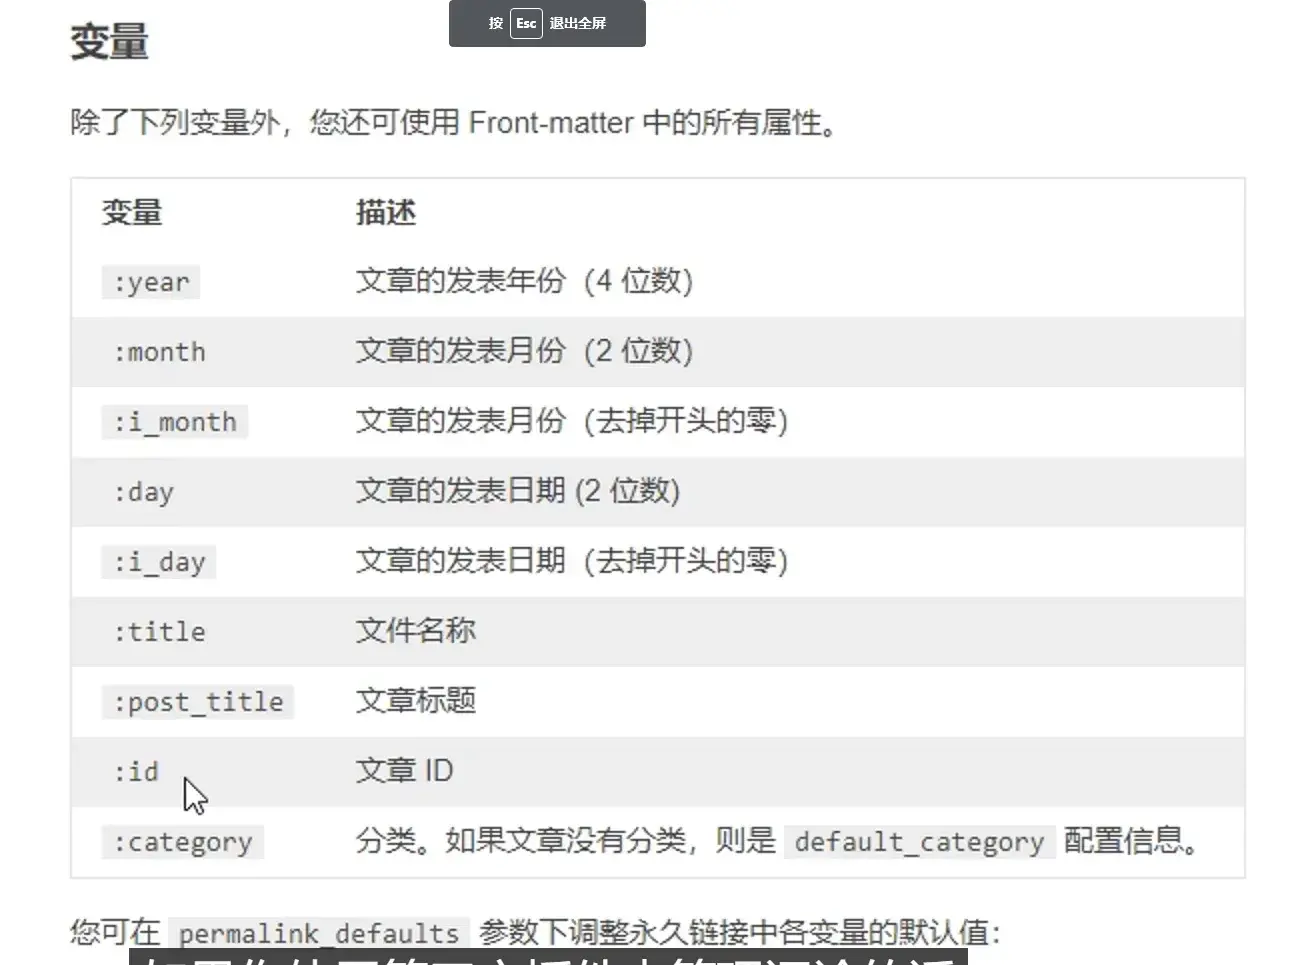 按 Esc 退出全屏
变量
除了下列变量外，您还可使用 Front-matter 中的所有属性。
变量 描述
:year 文章的发表年份（4 位数）
:month 文章的发表月份（2 位数）
:i_month 文章的发表月份（去掉开头的零）
:day 文章的发表日期 (2 位数)
:i_day 文章的发表日期（去掉开头的零）
:title 文件名称
:post_title 文章标题
:id 文章 ID
:category 分类。如果文章没有分类，则是 default_category 配置信息。
您可在 permalink_defaults 参数下调整永久链接中各变量的默认值：